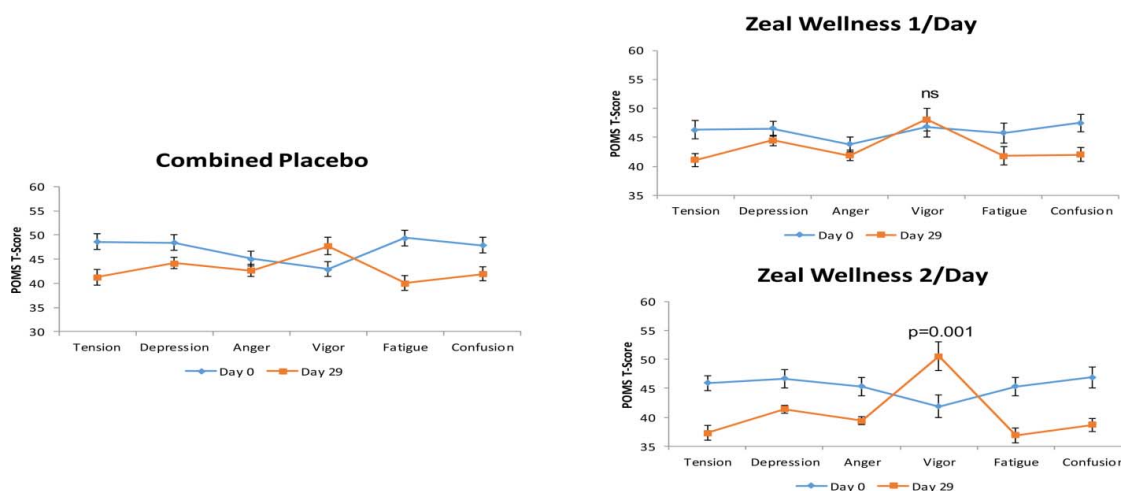 Combined Placebo
POMS T-Score
60
55
50
45
40
35
30
Tension Depression Anger Vigor Fatigue Confusion
Day 0 Day 29
Zeal Wellness 1/Day
POMS T-Score
60
55
50
45
40
35
ns
Tension Depression Anger Vigor Fatigue Confusion
Day 0 Day 29
Zeal Wellness 2/Day
POMS T-Score
60
55
50
45
40
35
p=0.001
Tension Depression Anger Vigor Fatigue Confusion
Day 0 Day 29